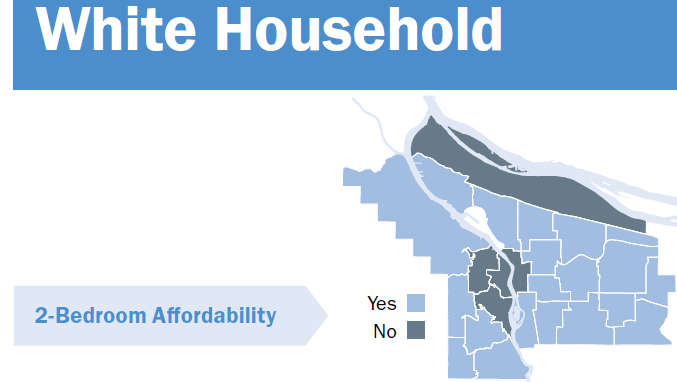 White Household
2-Bedroom Affordability
Yes
No